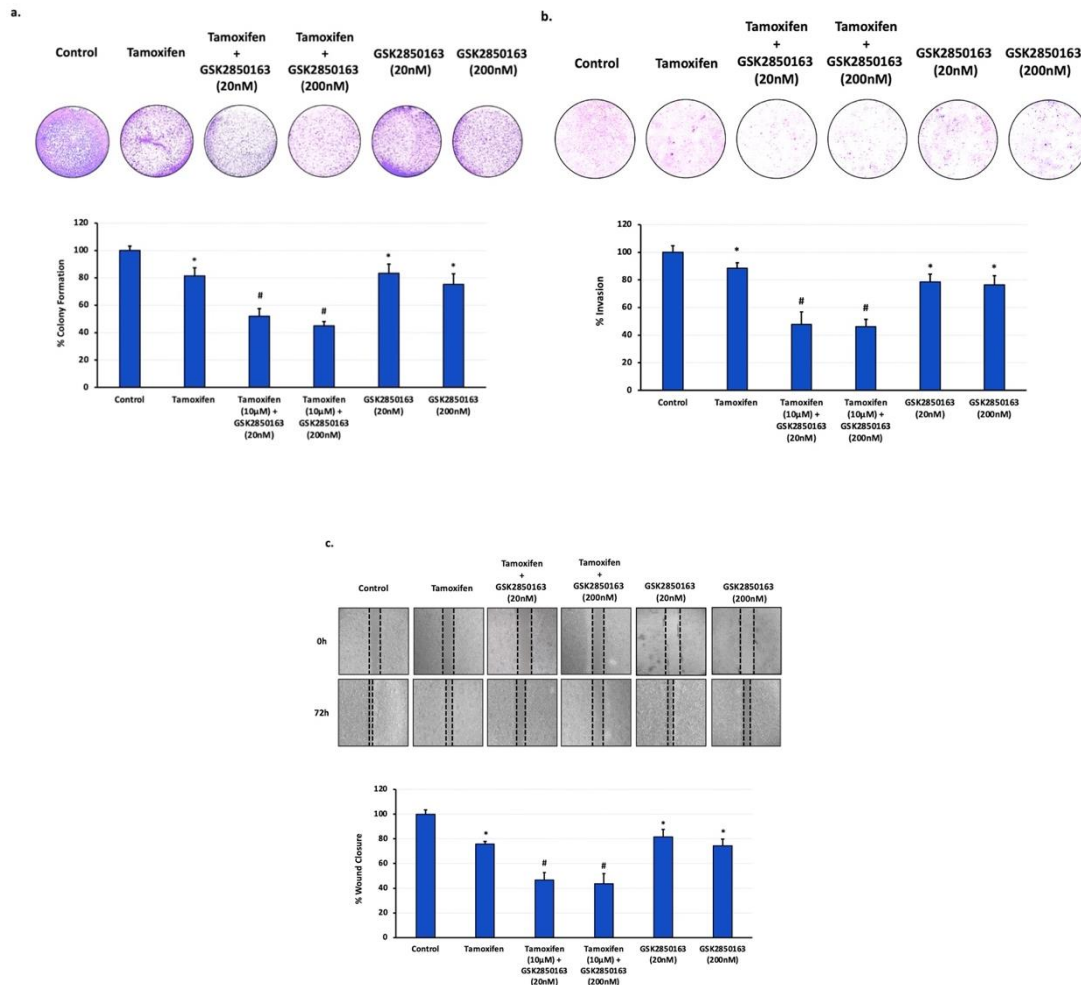 a.
Control
Tamoxifen
Tamoxifen
+
GSK2850163
(20nM)
Tamoxifen
+
GSK2850163
(200nM)
GSK2850163
(20nM)
GSK2850163
(200nM)
120
100
80
60
40
20
0
% Colony Formation
*
#
#
*
*
Control
Tamoxifen
Tamoxifen
(10μM) +
GSK2850163
(20nM)
Tamoxifen
(10μM) +
GSK2850163
(200nM)
GSK2850163
(20nM)
GSK2850163
(200nM)
b.
Control
Tamoxifen
Tamoxifen
+
GSK2850163
(20nM)
Tamoxifen
+
GSK2850163
(200nM)
GSK2850163
(20nM)
GSK2850163
(200nM)
120
100
80
60
40
20
0
% Invasion
*
#
#
*
*
Control
Tamoxifen
Tamoxifen
(10μM) +
GSK2850163
(20nM)
Tamoxifen
(10μM) +
GSK2850163
(200nM)
GSK2850163
(20nM)
GSK2850163
(200nM)
c.
Control
Tamoxifen
Tamoxifen
+
GSK2850163
(20nM)
Tamoxifen
+
GSK2850163
(200nM)
GSK2850163
(20nM)
GSK2850163
(200nM)
0h
72h
120
100
80
60
40
20
0
% Wound Closure
*
#
#
*
*
Control
Tamoxifen
Tamoxifen
(10μM) +
GSK2850163
(20nM)
Tamoxifen
(10μM) +
GSK2850163
(200nM)
GSK2850163
(20nM)
GSK2850163
(200nM)